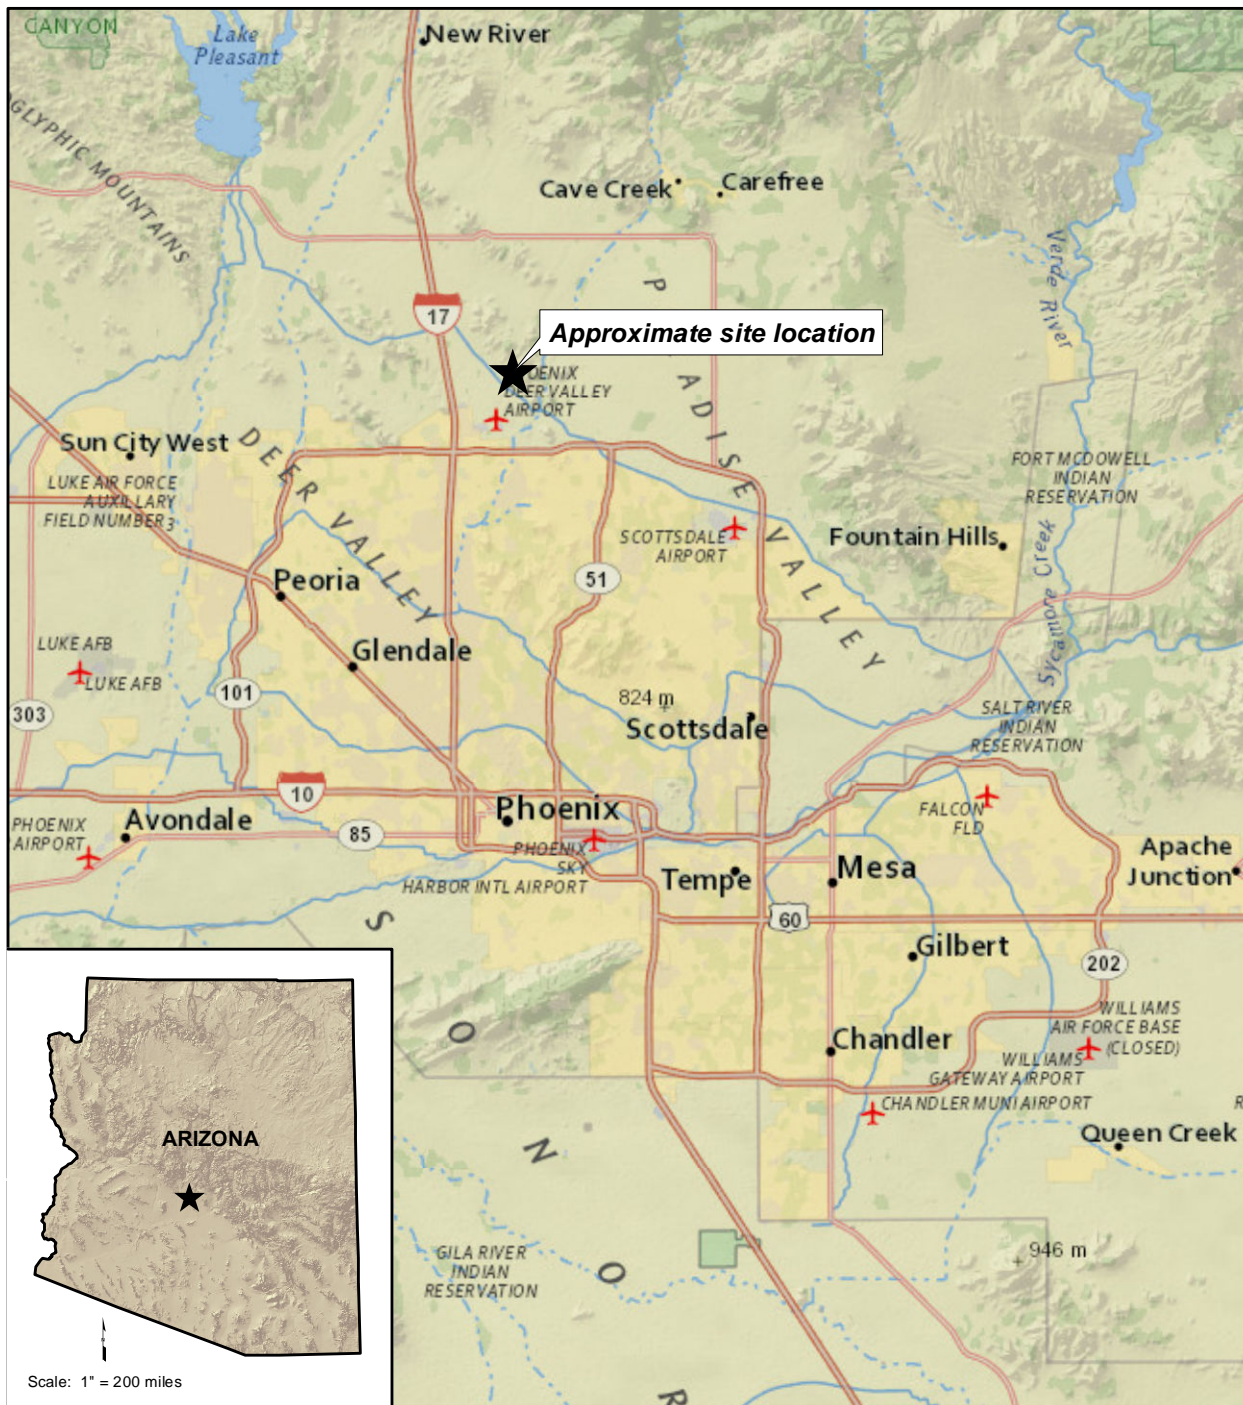 CANYON
Lake
Pleasant
New River
GLYPHIC MOUNTAINS
Cave Creek
Carefree
Verde River
17
Approximate site location
PARADISE VALLEY
DEER VALLEY
AIRPORT
Sun City West
DEER VALLEY
LUKE AIR FORCE
AUXILLARY
FIELD NUMBER 3
FORT MCDOWELL
INDIAN
RESERVATION
SCOTTSDALE
AIRPORT
Fountain Hills
51
Peoria
Sycamore Creek
Glendale
LUKE AFB
LUKE AFB
101
303
824 m
Scottsdale
SALT RIVER
INDIAN
RESERVATION
10
Phoenix
FALCON
FLD
PHOENIX
AIRPORT
Avondale
85
PHOENIX
SKY
HARBOR INTL AIRPORT
Tempe
Mesa
Apache
Junction
60
Gilbert
202
WILLIAMS
AIR FORCE BASE
(CLOSED)
Chandler
WILLIAMS
GATEWAY AIRPORT
CHANDLER MUNI AIRPORT
Queen Creek
S O N O R
GILA RIVER
INDIAN
RESERVATION
946 m
ARIZONA
Scale: 1" = 200 miles